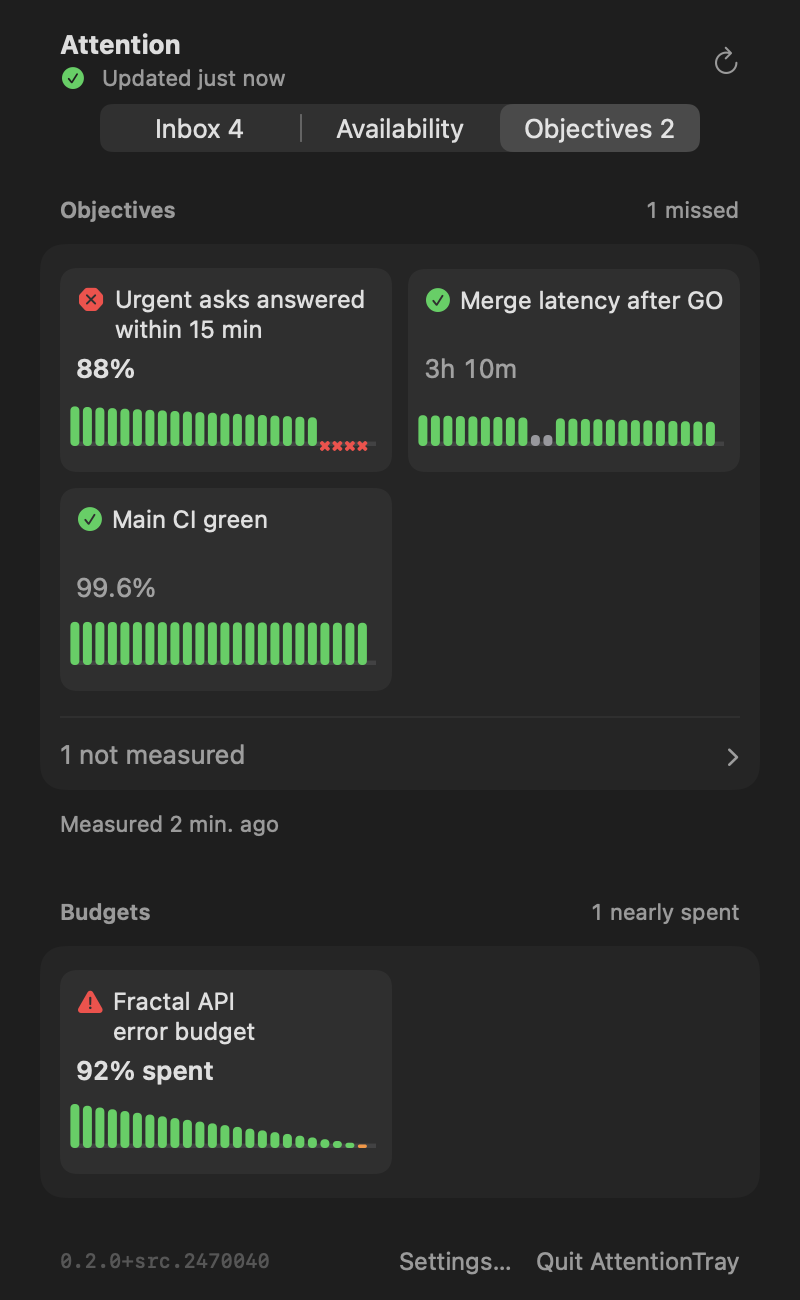 Attention
Updated just now
Inbox 4
Availability
Objectives 2
Objectives
1 missed
Urgent asks answered
within 15 min
88%
Merge latency after GO
3h 10m
Main CI green
99.6%
1 not measured
Measured 2 min. ago
Budgets
1 nearly spent
Fractal API
error budget
92% spent
0.2.0+src.2470040
Settings...
Quit AttentionTray